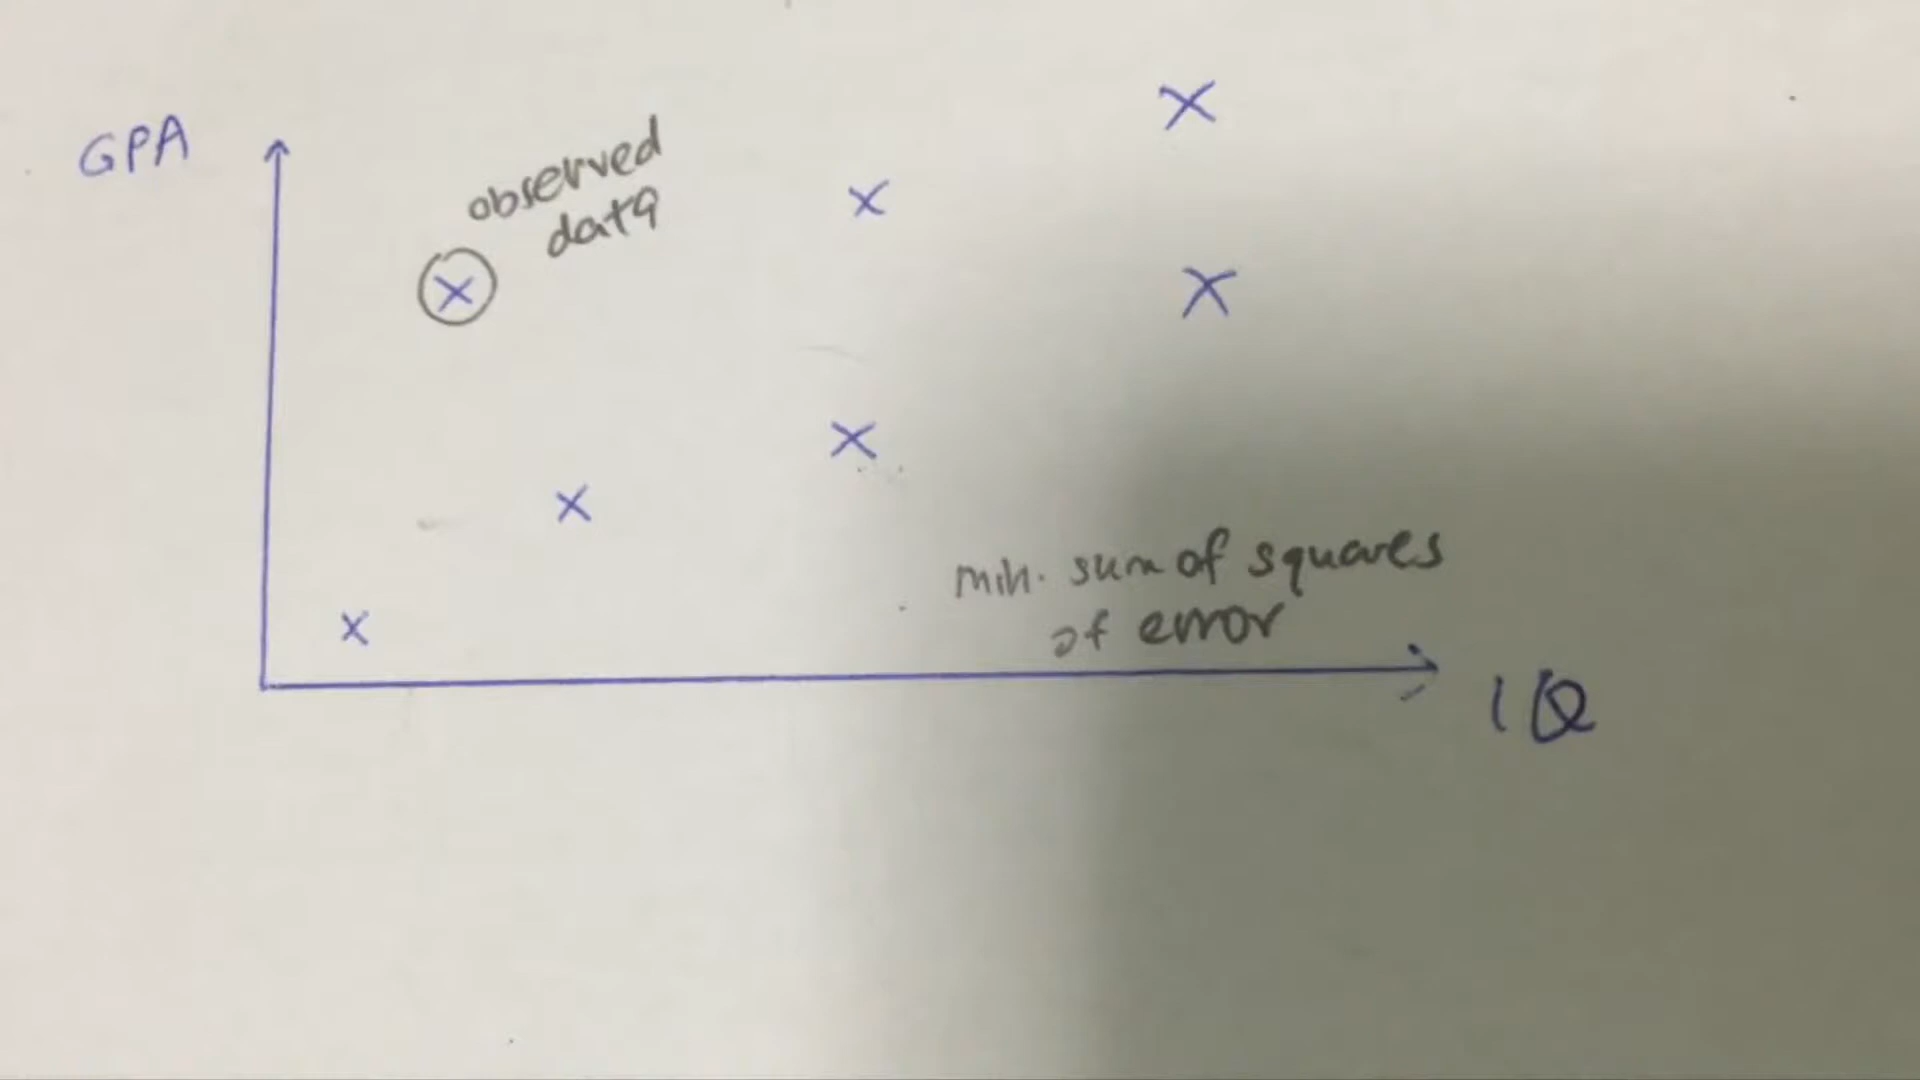 GPA
observed
data
min. sum of squares
of error
IQ